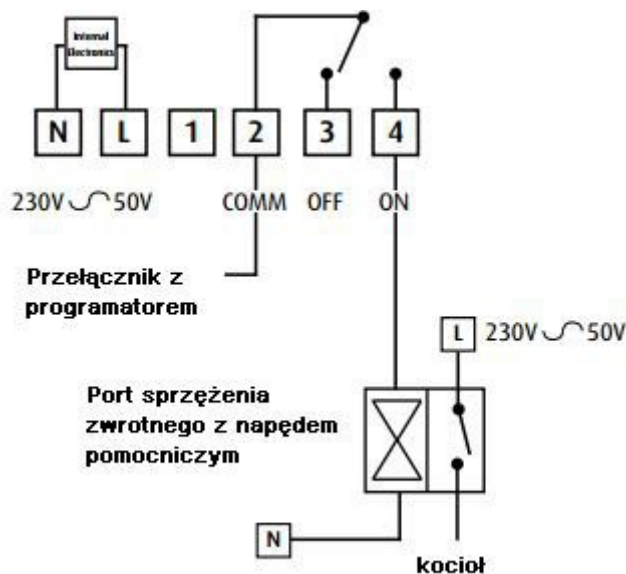 Internal
Electronics
N L 1 2 3 4
230V 50V COMM OFF ON
Przełącznik z
programatorem
L 230V 50V
Port sprzężenia
zwrotnego z napędem
pomocniczym
N
kocioł